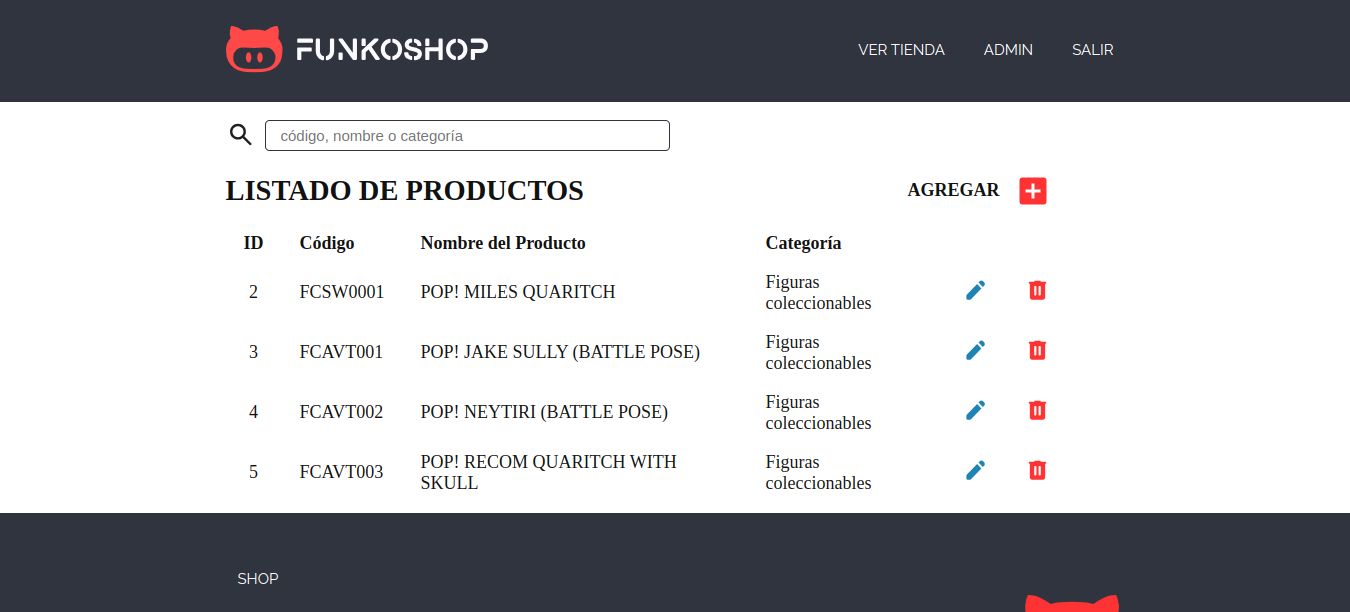 FUNKOSHOP
VER TIENDA ADMIN SALIR
código, nombre o categoría
LISTADO DE PRODUCTOS AGREGAR
ID Código Nombre del Producto Categoría
2 FCSW0001 POP! MILES QUARITCH Figuras
coleccionables
3 FCAVT001 POP! JAKE SULLY (BATTLE POSE) Figuras
coleccionables
4 FCAVT002 POP! NEYTIRI (BATTLE POSE) Figuras
coleccionables
5 FCAVT003 POP! RECOM QUARITCH WITH Figuras
SKULL coleccionables
SHOP